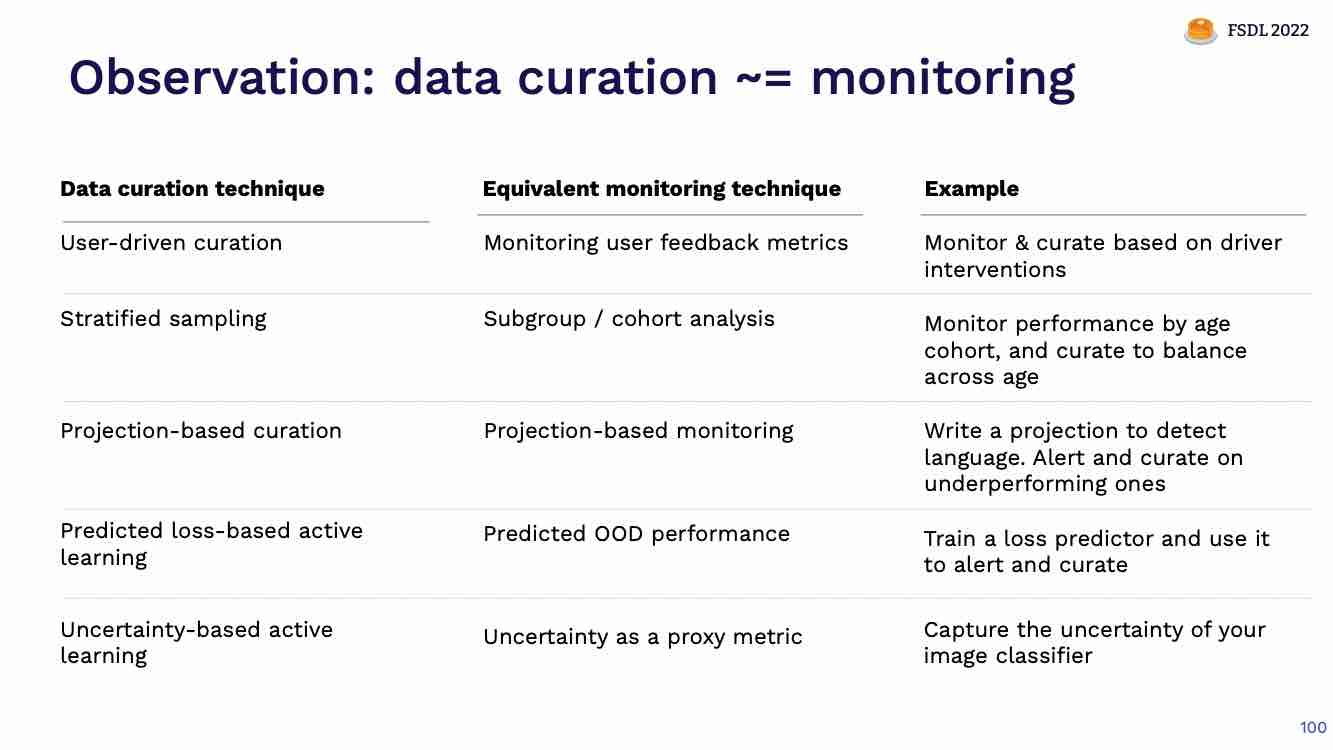 FSDL 2022
Observation: data curation ~= monitoring
Data curation technique
Equivalent monitoring technique
Example
User-driven curation
Monitoring user feedback metrics
Monitor & curate based on driver
interventions
Stratified sampling
Subgroup / cohort analysis
Monitor performance by age
cohort, and curate to balance
across age
Projection-based curation
Projection-based monitoring
Write a projection to detect
language. Alert and curate on
underperforming ones
Predicted loss-based active
learning
Predicted OOD performance
Train a loss predictor and use it
to alert and curate
Uncertainty-based active
learning
Uncertainty as a proxy metric
Capture the uncertainty of your
image classifier
100